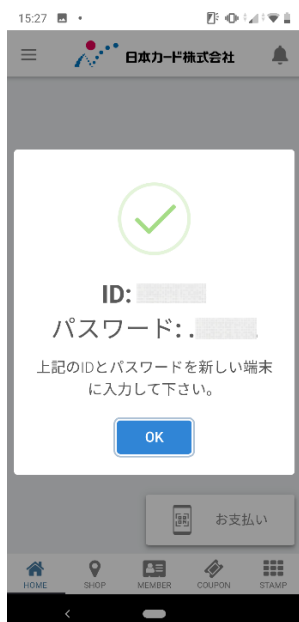 15:27
日本カード株式会社
ID:
パスワード:
上記のIDとパスワードを新しい端末
に入力して下さい。
OK
お支払い
HOME SHOP MEMBER COUPON STAMP